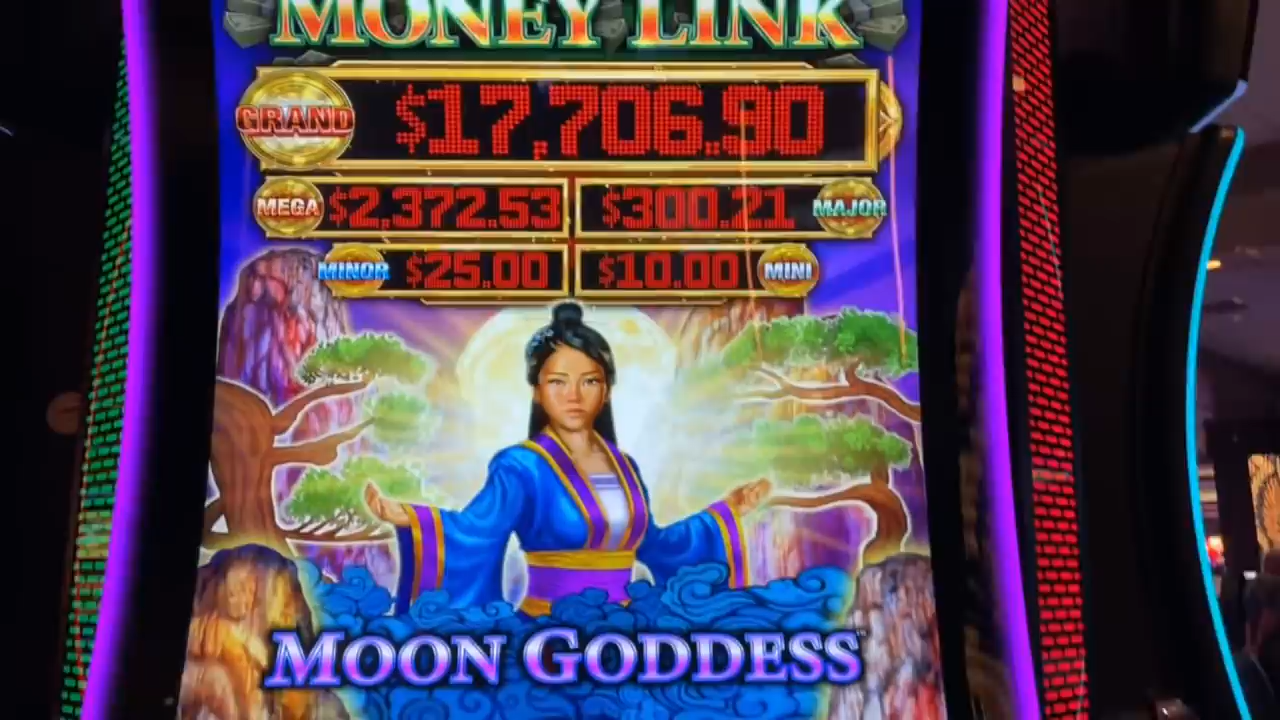 MONEY LINK
GRAND $17,706.90
MEGA $2,372.53 $300.21 MAJOR
MINOR $25.00 $10.00 MINI
MOON GODDESS™